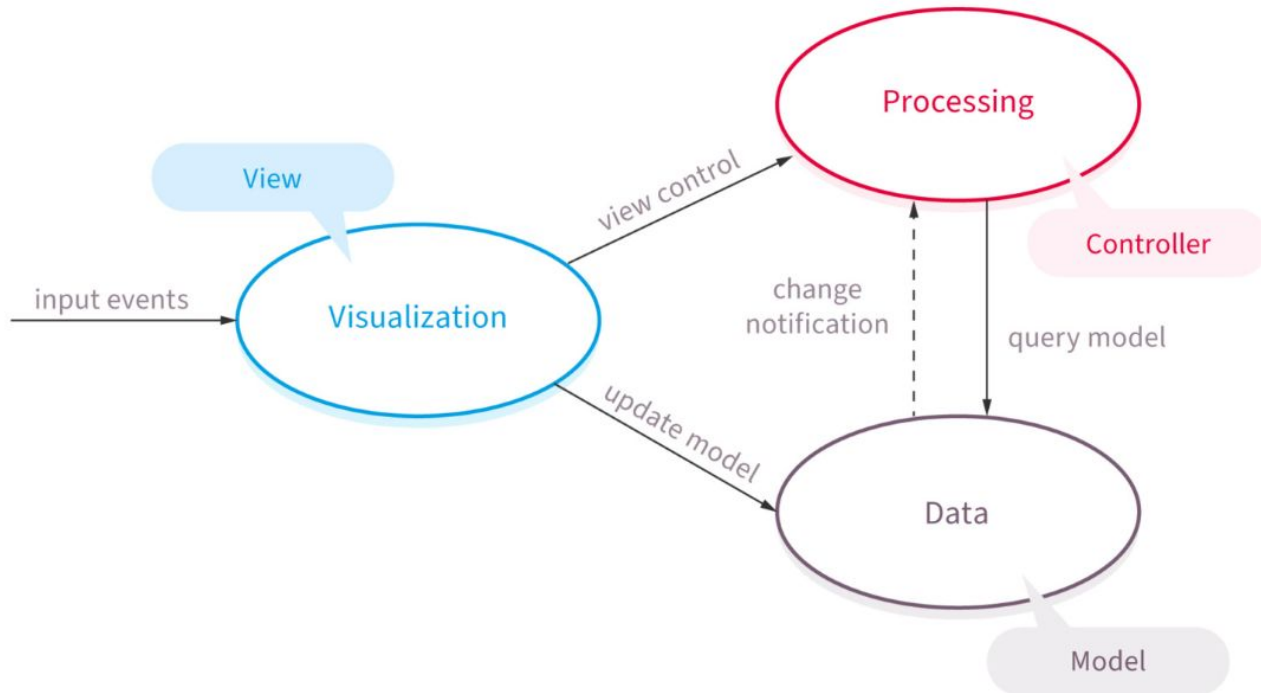 Processing
View
view control
Controller
input events
Visualization
change
notification
query model
update model
Data
Model